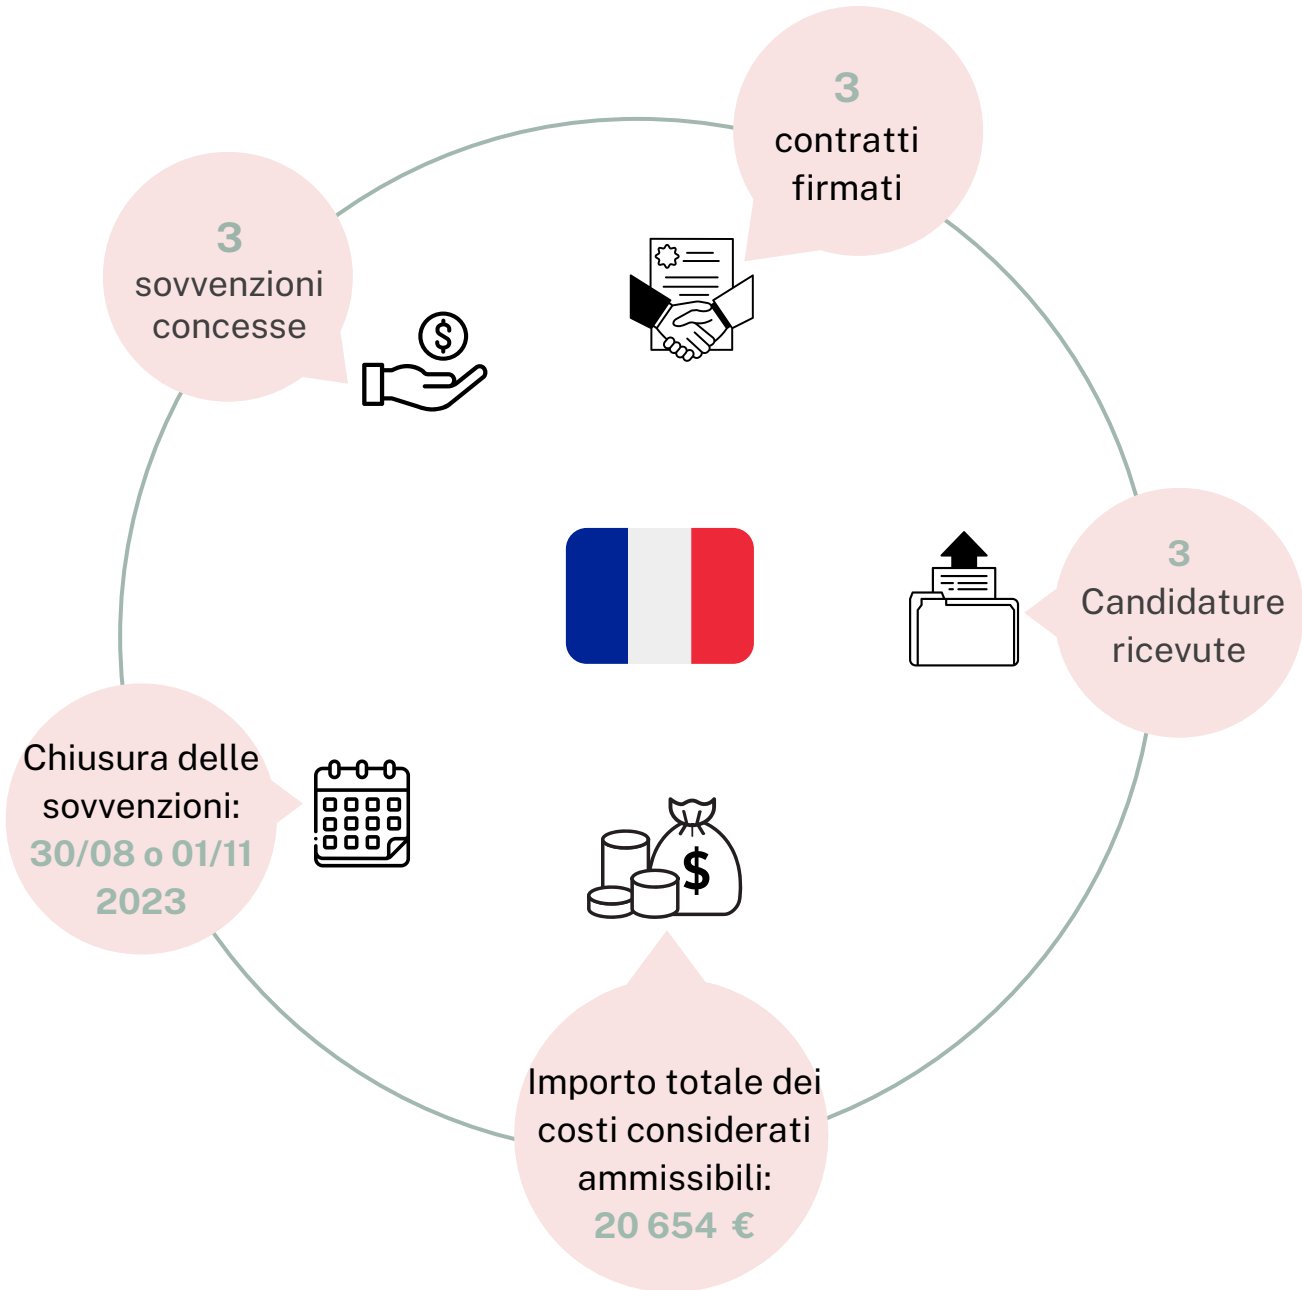 3
contratti
firmati
3
sovvenzioni
concesse
$
3
Candidature
ricevute
Chiusura delle
sovvenzioni:
30/08 o 01/11
2023
$
Importo totale dei
costi considerati
ammissibili:
20 654 €